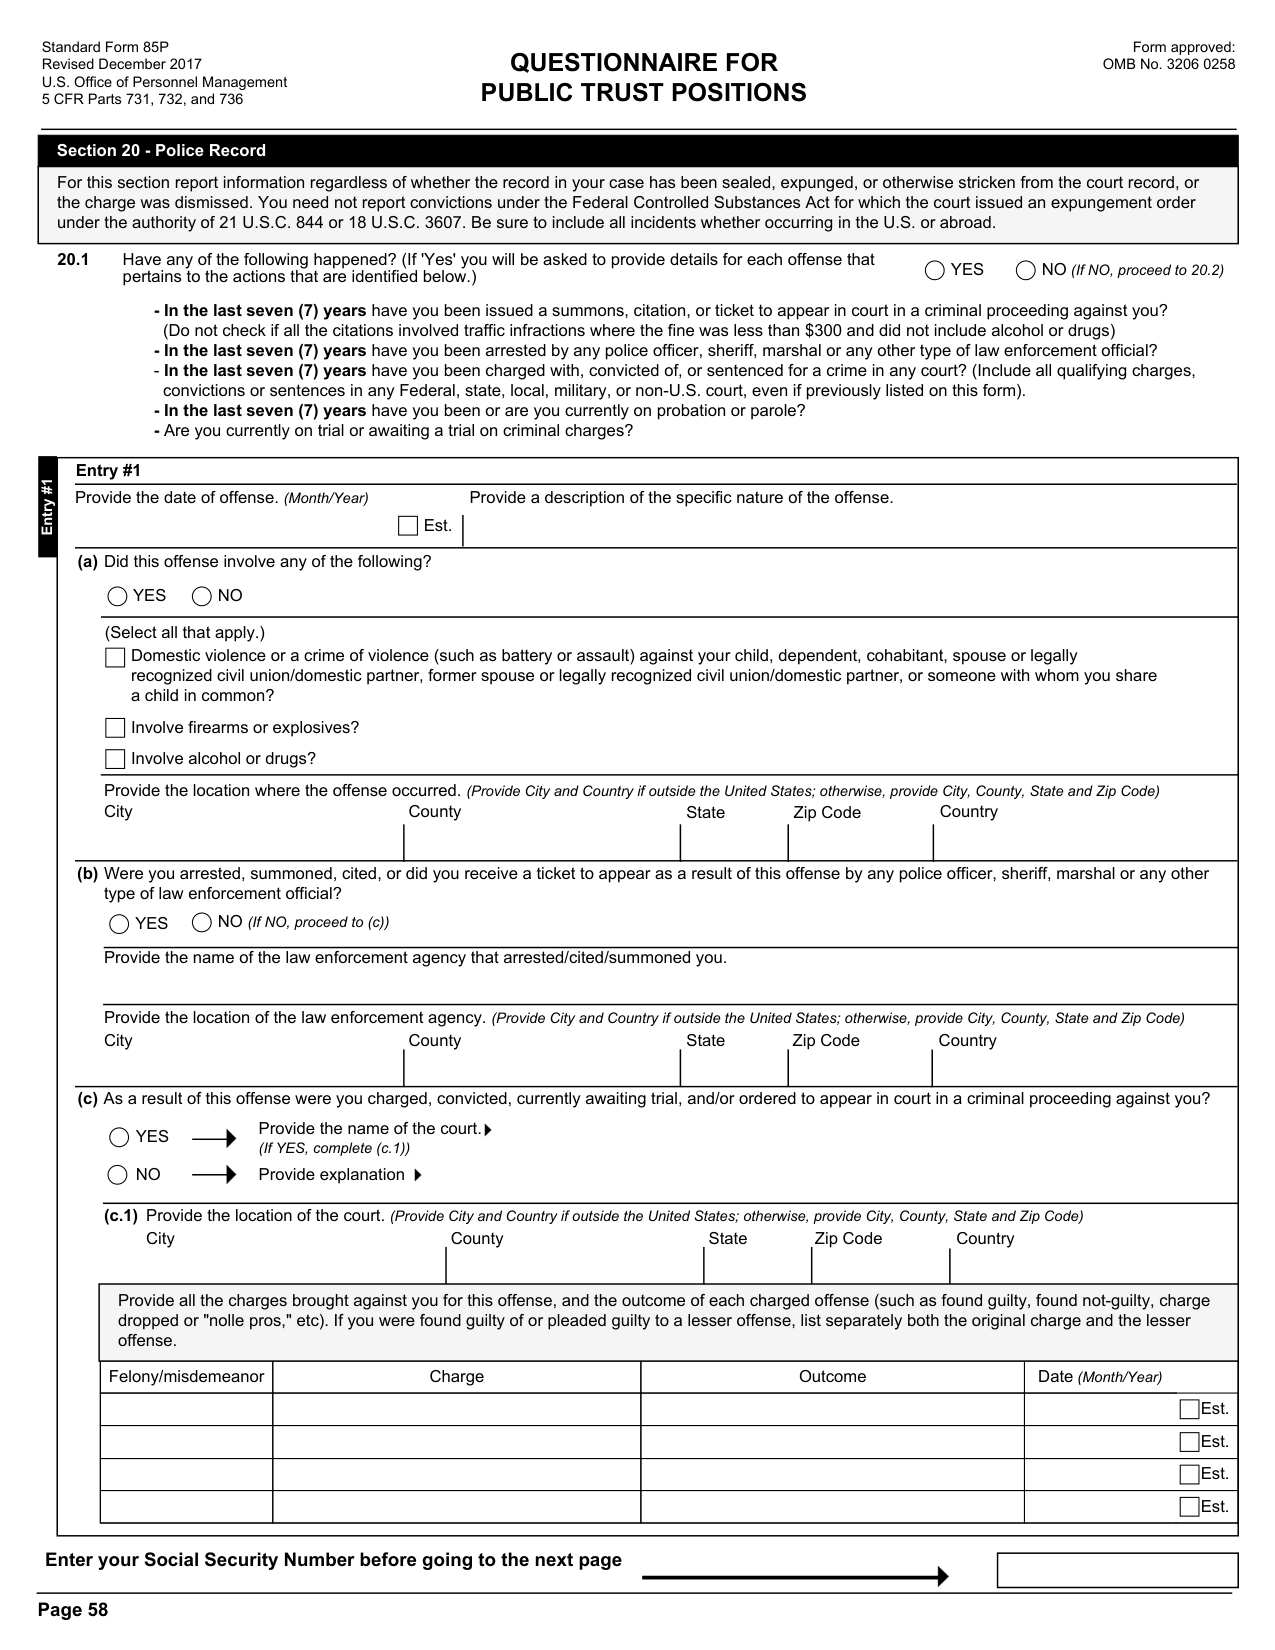 Standard Form 85P
Revised December 2017
U.S. Office of Personnel Management
5 CFR Parts 731, 732, and 736
QUESTIONNAIRE FOR
PUBLIC TRUST POSITIONS
Form approved:
OMB No. 3206 0258
Section 20 - Police Record
For this section report information regardless of whether the record in your case has been sealed, expunged, or otherwise stricken from the court record, or
the charge was dismissed. You need not report convictions under the Federal Controlled Substances Act for which the court issued an expungement order
under the authority of 21 U.S.C. 844 or 18 U.S.C. 3607. Be sure to include all incidents whether occurring in the U.S. or abroad.
20.1 Have any of the following happened? (If 'Yes' you will be asked to provide details for each offense that
pertains to the actions that are identified below.)
YES NO (If NO, proceed to 20.2)
- In the last seven (7) years have you been issued a summons, citation, or ticket to appear in court in a criminal proceeding against you?
(Do not check if all the citations involved traffic infractions where the fine was less than $300 and did not include alcohol or drugs)
- In the last seven (7) years have you been arrested by any police officer, sheriff, marshal or any other type of law enforcement official?
- In the last seven (7) years have you been charged with, convicted of, or sentenced for a crime in any court? (Include all qualifying charges,
convictions or sentences in any Federal, state, local, military, or non-U.S. court, even if previously listed on this form).
- In the last seven (7) years have you been or are you currently on probation or parole?
- Are you currently on trial or awaiting a trial on criminal charges?
Entry #1
Entry #1
Provide the date of offense. (Month/Year) Provide a description of the specific nature of the offense.
Est.
(a) Did this offense involve any of the following?
YES NO
(Select all that apply.)
Domestic violence or a crime of violence (such as battery or assault) against your child, dependent, cohabitant, spouse or legally
recognized civil union/domestic partner, former spouse or legally recognized civil union/domestic partner, or someone with whom you share
a child in common?
Involve firearms or explosives?
Involve alcohol or drugs?
Provide the location where the offense occurred. (Provide City and Country if outside the United States; otherwise, provide City, County, State and Zip Code)
City County State Zip Code Country
(b) Were you arrested, summoned, cited, or did you receive a ticket to appear as a result of this offense by any police officer, sheriff, marshal or any other
type of law enforcement official?
YES NO (If NO, proceed to (c))
Provide the name of the law enforcement agency that arrested/cited/summoned you.
Provide the location of the law enforcement agency. (Provide City and Country if outside the United States; otherwise, provide City, County, State and Zip Code)
City County State Zip Code Country
(c) As a result of this offense were you charged, convicted, currently awaiting trial, and/or ordered to appear in court in a criminal proceeding against you?
YES Provide the name of the court.
(If YES, complete (c.1))
NO Provide explanation
(c.1) Provide the location of the court. (Provide City and Country if outside the United States; otherwise, provide City, County, State and Zip Code)
City County State Zip Code Country
Provide all the charges brought against you for this offense, and the outcome of each charged offense (such as found guilty, found not-guilty, charge
dropped or "nolle pros," etc). If you were found guilty of or pleaded guilty to a lesser offense, list separately both the original charge and the lesser
offense.
Felony/misdemeanor Charge Outcome Date (Month/Year)
Est.
Est.
Est.
Est.
Enter your Social Security Number before going to the next page
Page 58